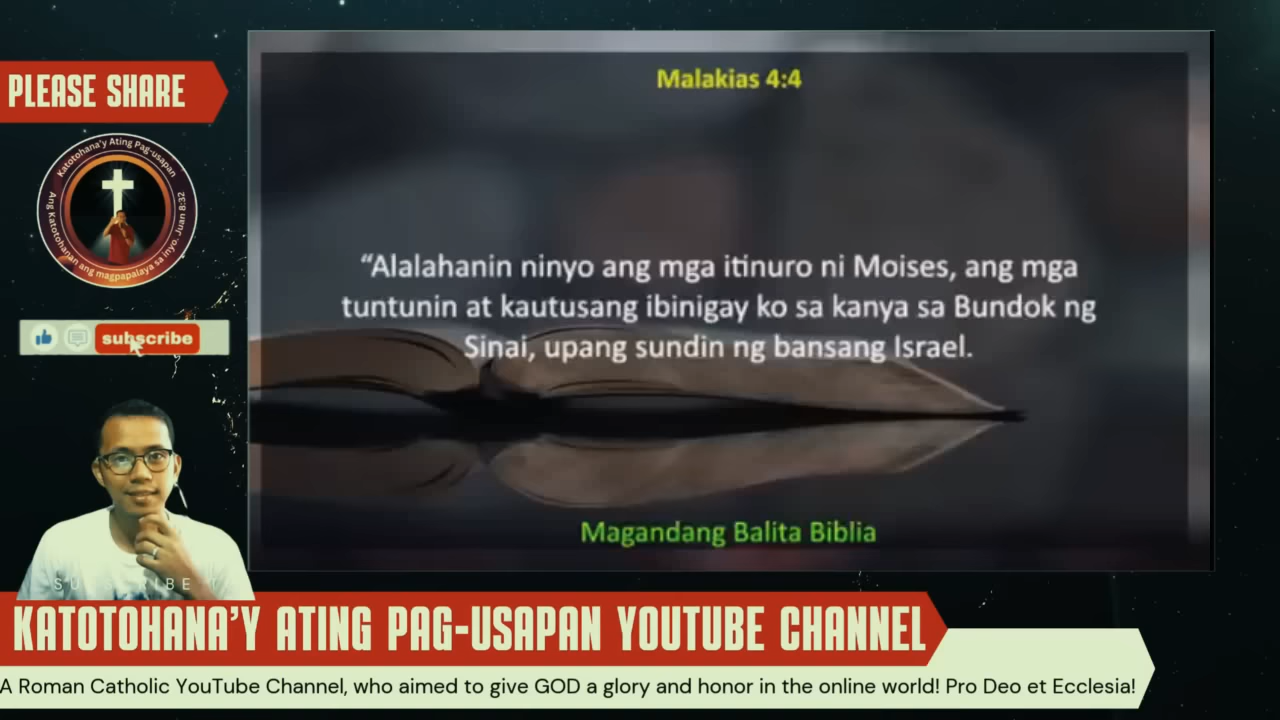 PLEASE SHARE
Katotohana'y Ating Pag-usapan
Ang Katotohanan ang magpapalaya sa inyo. Juan 8:32
subscribe
Malakias 4:4
“Alalahanin ninyo ang mga itinuro ni Moises, ang mga
tuntunin at kautusang ibinigay ko sa kanya sa Bundok ng
Sinai, upang sundin ng bansang Israel.
Magandang Balita Biblia
KATOTOHANA'Y ATING PAG-USAPAN YOUTUBE CHANNEL
A Roman Catholic YouTube Channel, who aimed to give GOD a glory and honor in the online world! Pro Deo et Ecclesia!